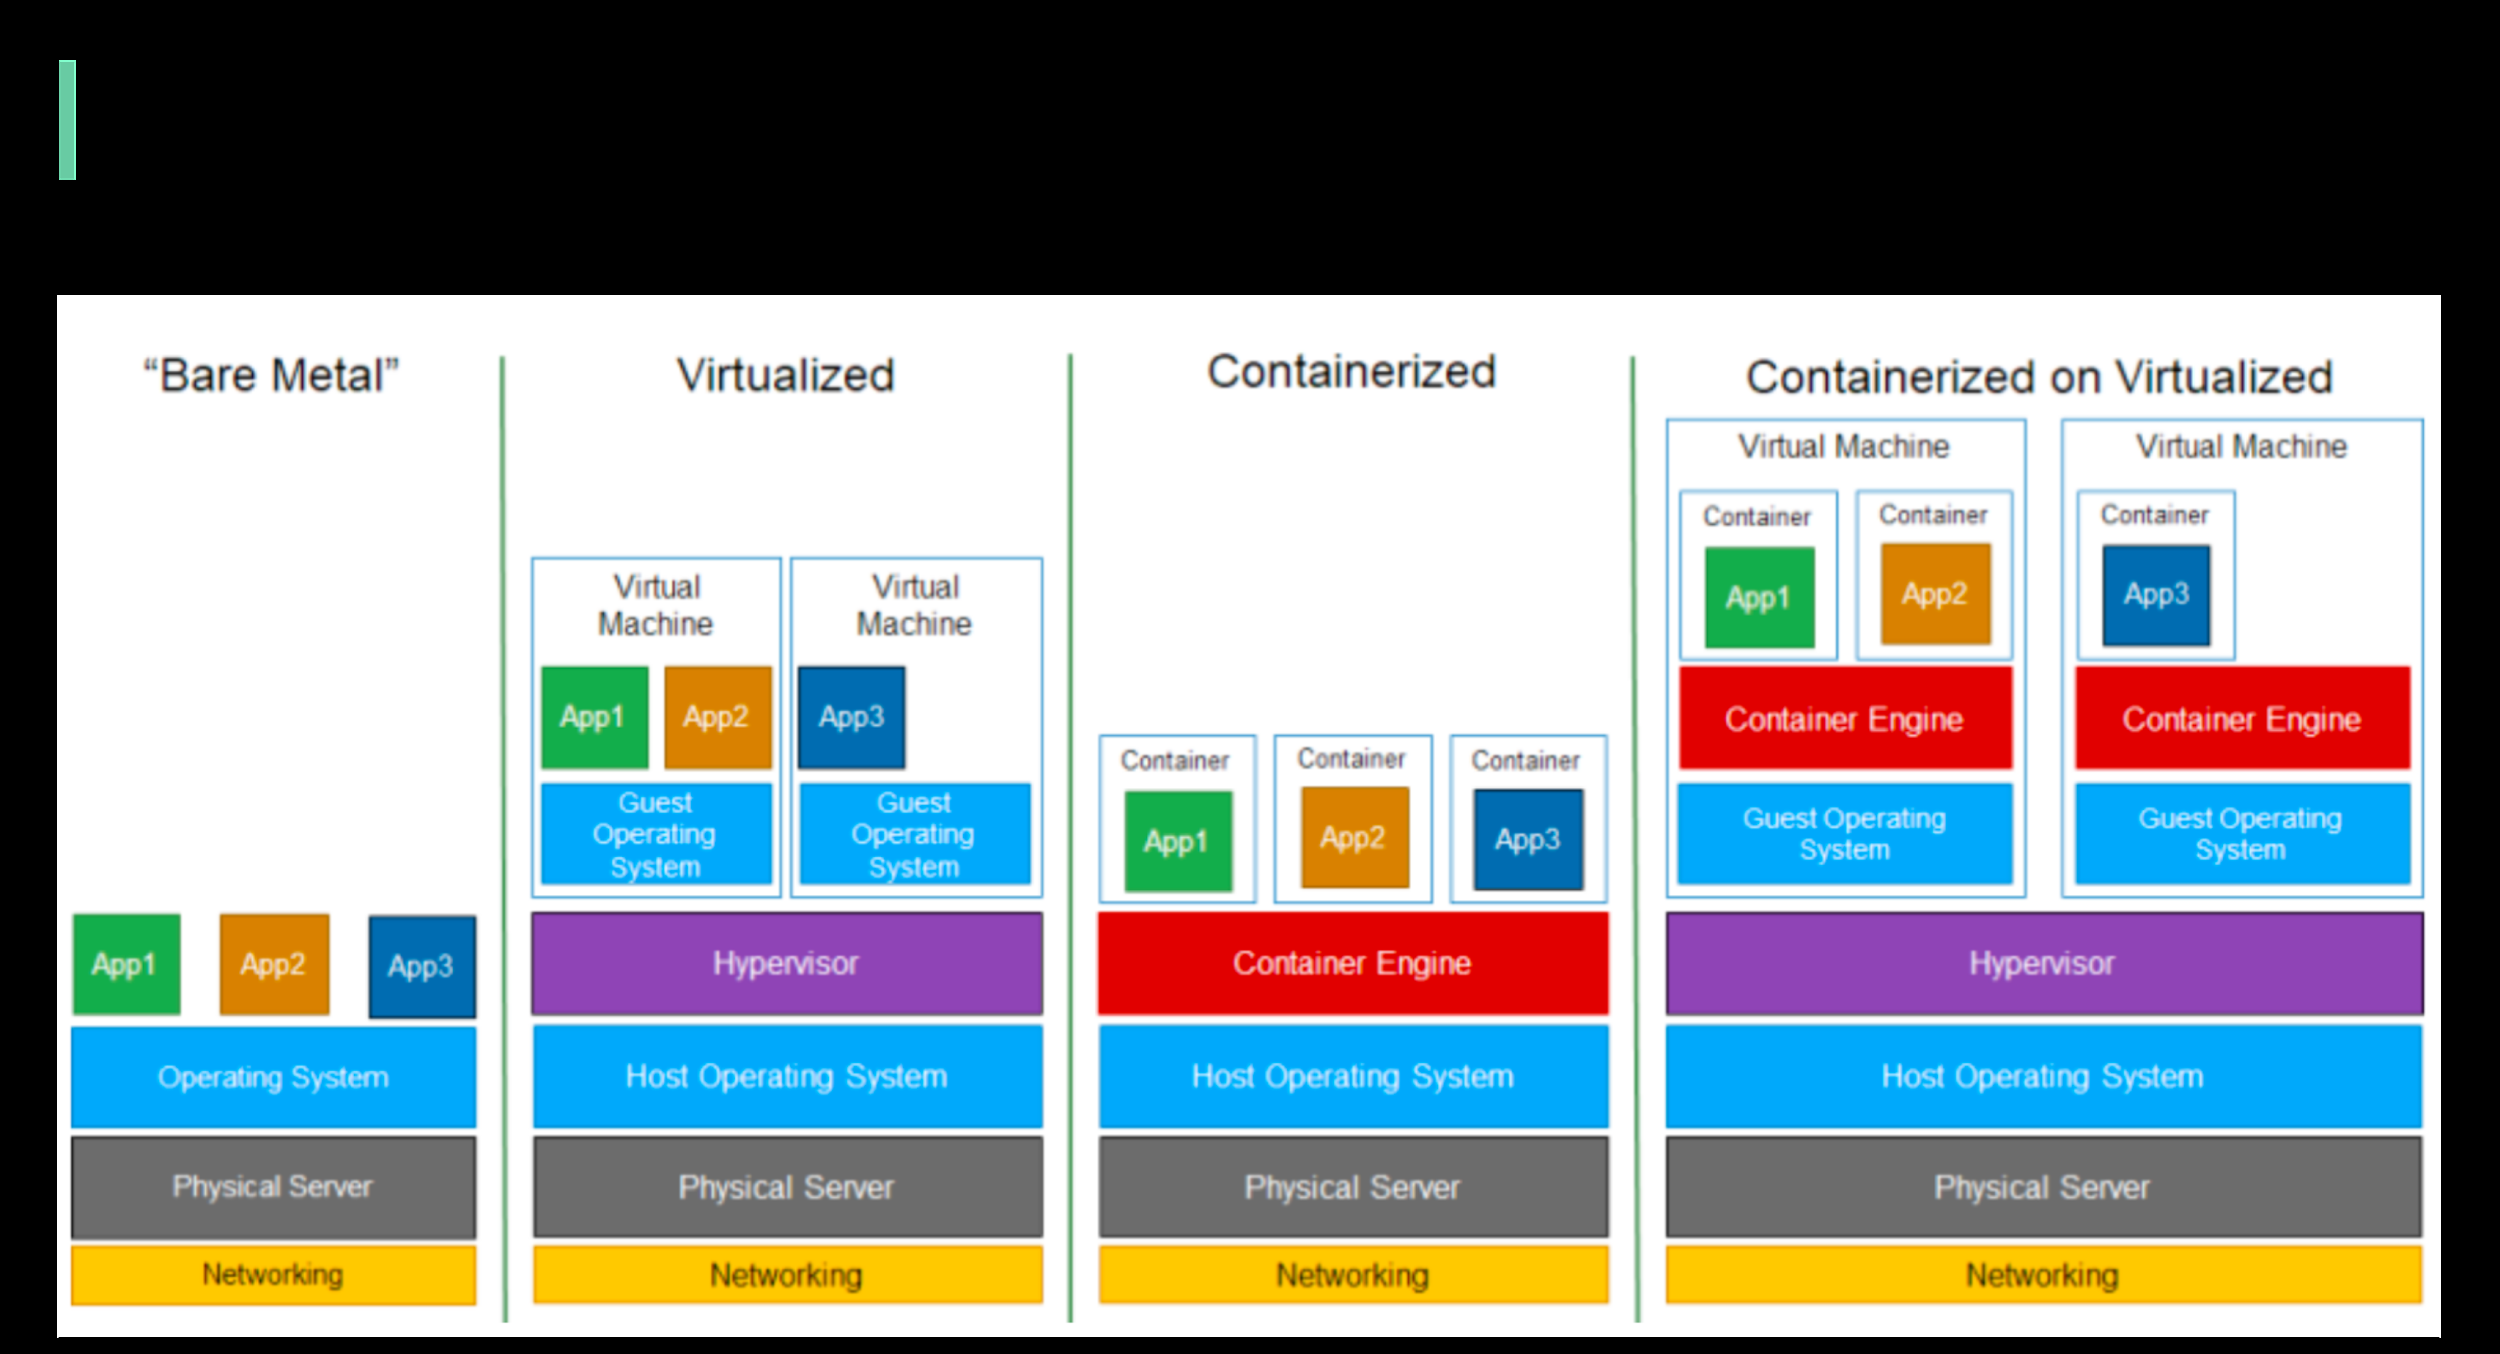 “Bare Metal”
App1
App2
App3
Operating System
Physical Server
Networking
Virtualized
Virtual
Machine
App1
App2
Guest
Operating
System
Virtual
Machine
App3
Guest
Operating
System
Hypervisor
Host Operating System
Physical Server
Networking
Containerized
Container
App1
Container
App2
Container
App3
Container Engine
Host Operating System
Physical Server
Networking
Containerized on Virtualized
Virtual Machine
Container
App1
Container
App2
Container Engine
Guest Operating
System
Virtual Machine
Container
App3
Container Engine
Guest Operating
System
Hypervisor
Host Operating System
Physical Server
Networking